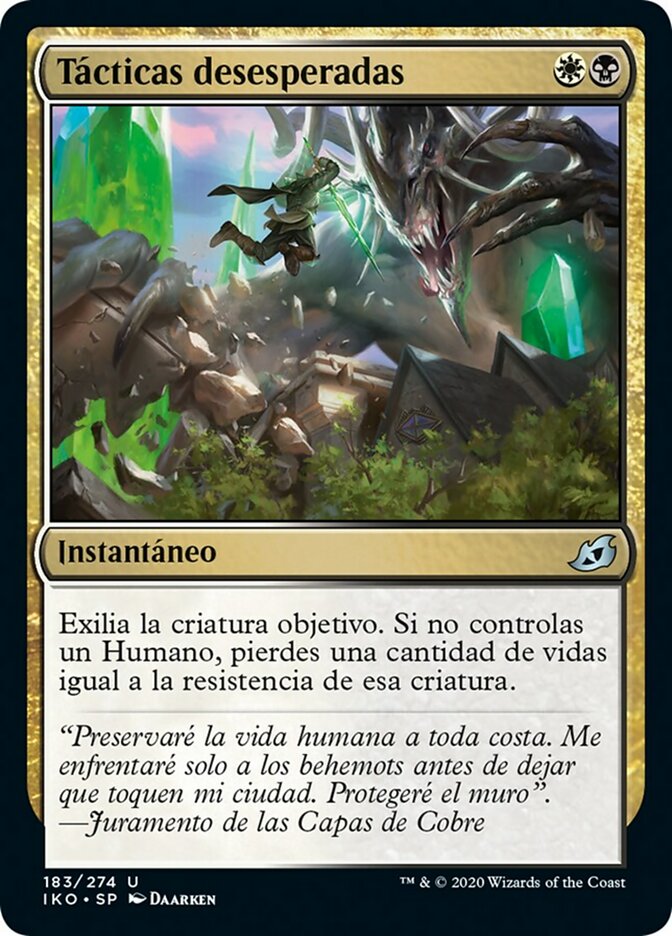 Tácticas desesperadas
Instantáneo
Exilia la criatura objetivo. Si no controlas
un Humano, pierdes una cantidad de vidas
igual a la resistencia de esa criatura.
“Preservaré la vida humana a toda costa. Me
enfrentaré solo a los behemots antes de dejar
que toquen mi ciudad. Protegeré el muro”.
—Juramento de las Capas de Cobre
183/274 U
IKO • SP Daarken
™ & © 2020 Wizards of the Coast